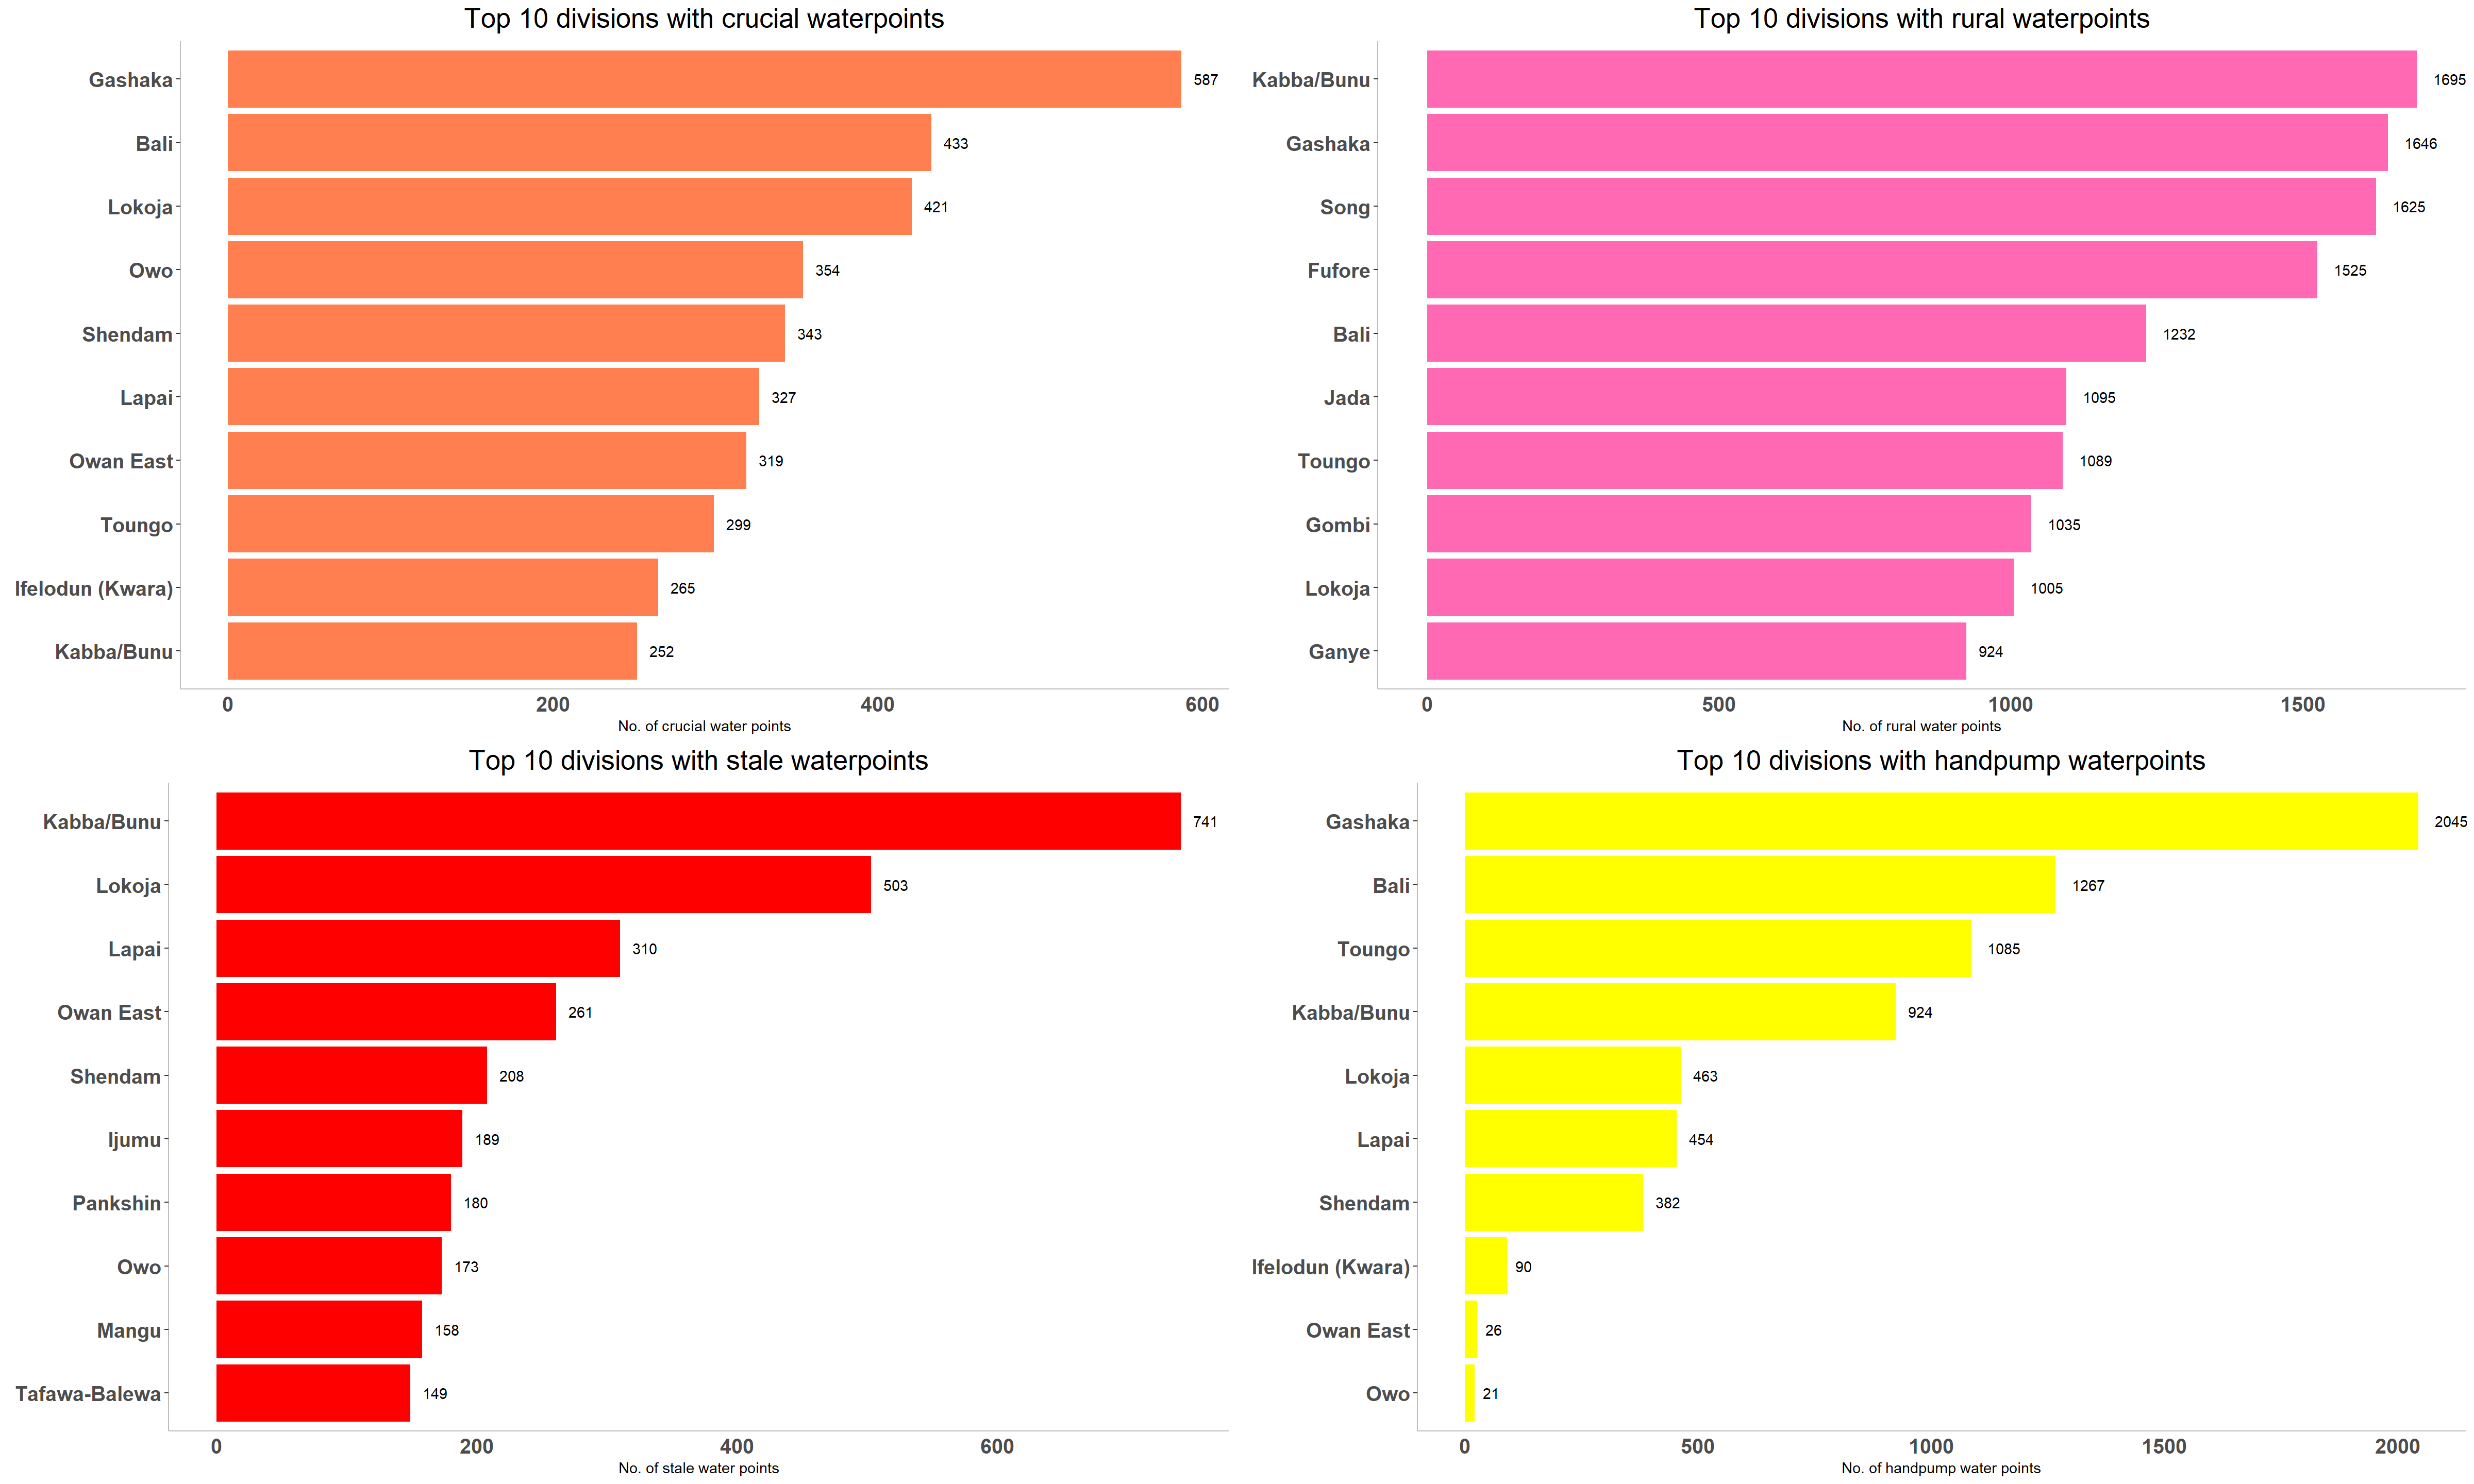 Top 10 divisions with crucial waterpoints
Gashaka 587
Bali 433
Lokoja 421
Owo 354
Shendam 343
Lapai 327
Owan East 319
Toungo 299
Ifelodun (Kwara) 265
Kabba/Bunu 252
0 200 400 600
No. of crucial water points
Top 10 divisions with rural waterpoints
Kabba/Bunu 1695
Gashaka 1646
Song 1625
Fufore 1525
Bali 1232
Jada 1095
Toungo 1089
Gombi 1035
Lokoja 1005
Ganye 924
0 500 1000 1500
No. of rural water points
Top 10 divisions with stale waterpoints
Kabba/Bunu 741
Lokoja 503
Lapai 310
Owan East 261
Shendam 208
Ijumu 189
Pankshin 180
Owo 173
Mangu 158
Tafawa-Balewa 149
0 200 400 600
No. of stale water points
Top 10 divisions with handpump waterpoints
Gashaka 2045
Bali 1267
Toungo 1085
Kabba/Bunu 924
Lokoja 463
Lapai 454
Shendam 382
Ifelodun (Kwara) 90
Owan East 26
Owo 21
0 500 1000 1500 2000
No. of handpump water points